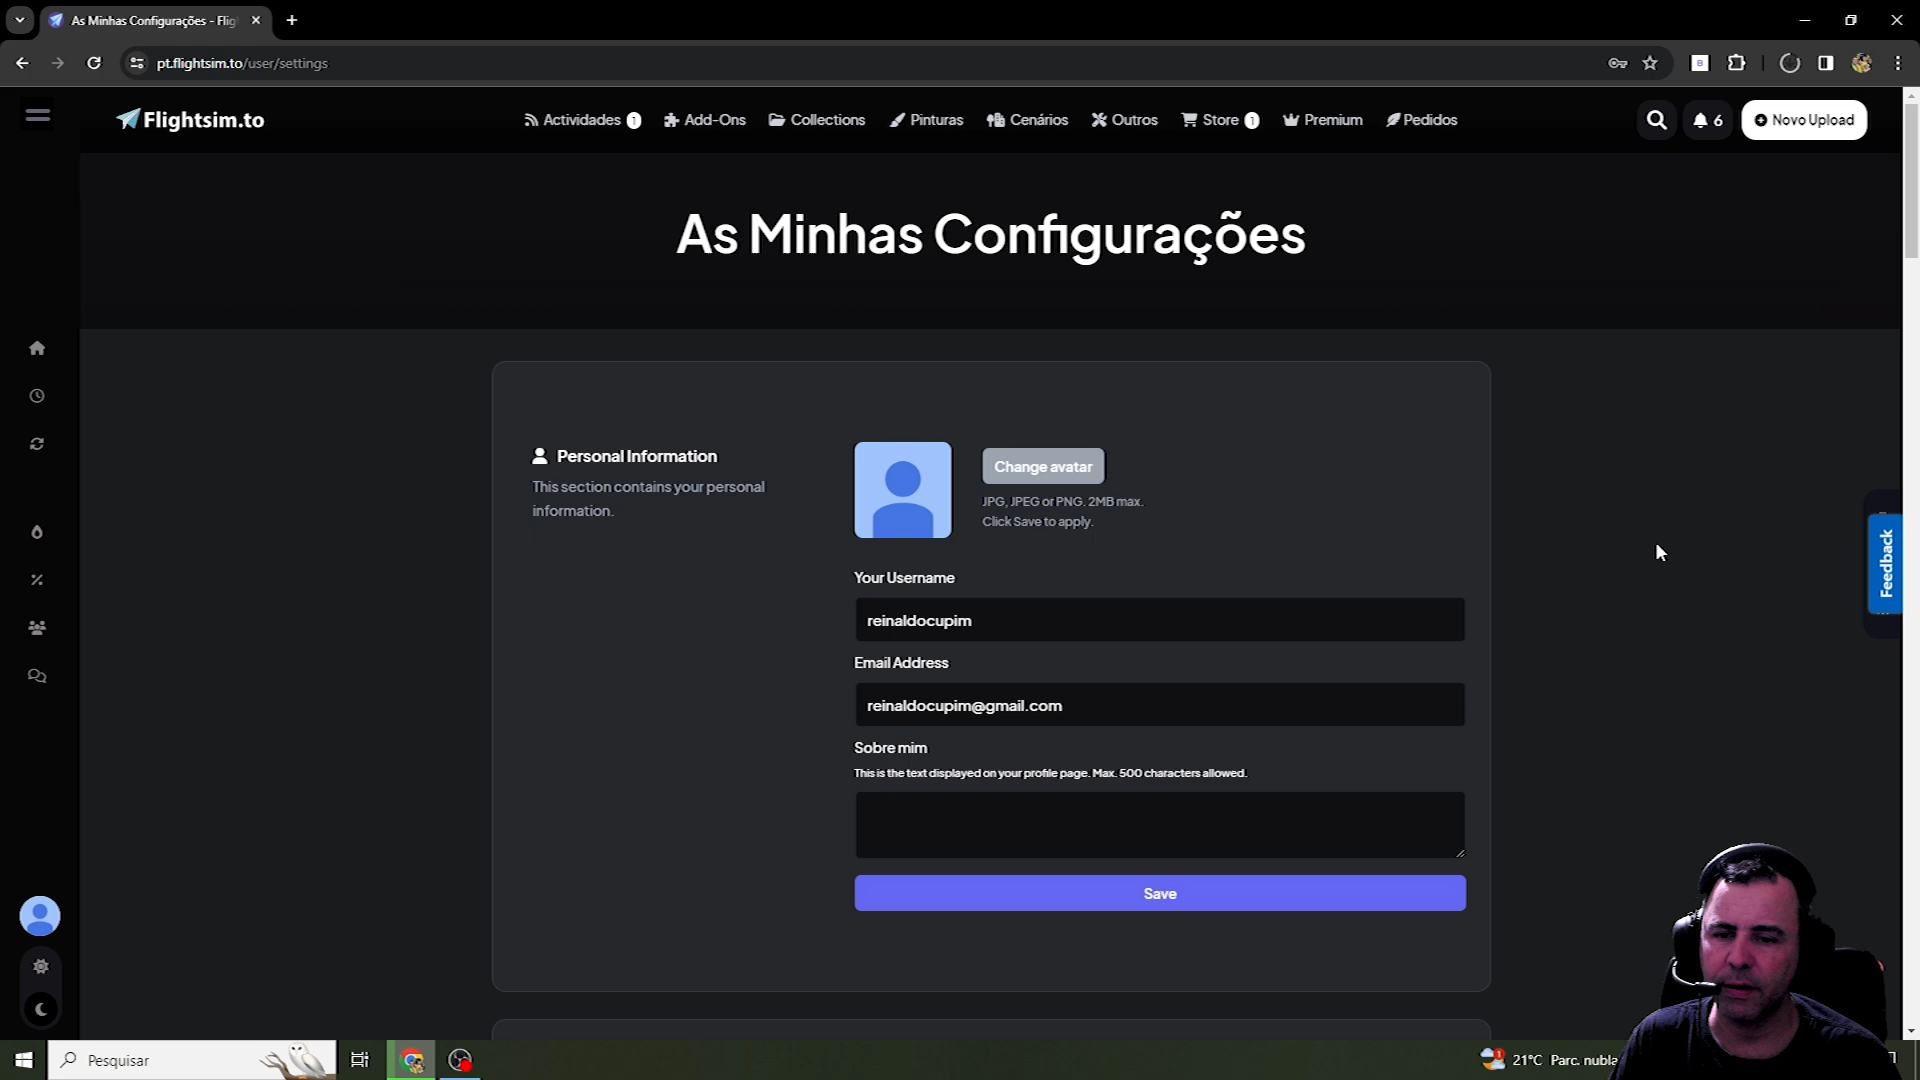 As Minhas Configurações - Flig
pt.flightsim.to/user/settings
Flightsim.to
Actividades 1
Add-Ons
Collections
Pinturas
Cenários
Outros
Store 1
Premium
Pedidos
6
Novo Upload
As Minhas Configurações
Personal Information
This section contains your personal
information.
Change avatar
JPG, JPEG or PNG. 2MB max.
Click Save to apply.
Your Username
reinaldocupim
Email Address
reinaldocupim@gmail.com
Sobre mim
This is the text displayed on your profile page. Max. 500 characters allowed.
Save
Feedback
Pesquisar
1
21°C Parc. nubla